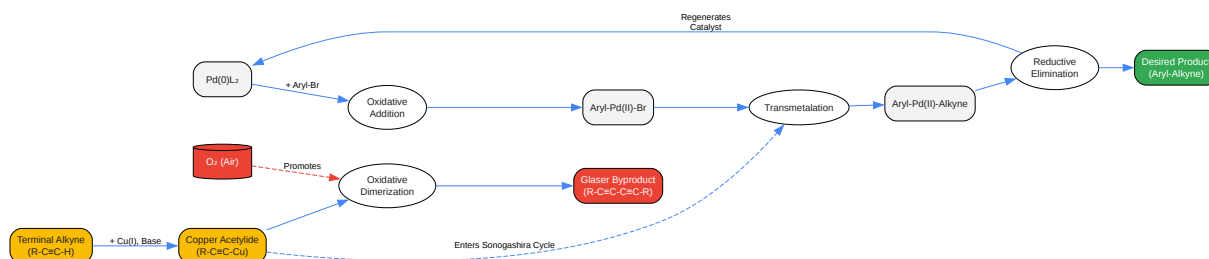 Regenerates
Catalyst
Pd(0)L₂
+ Aryl-Br
Oxidative
Addition
Aryl-Pd(II)-Br
Transmetalation
Aryl-Pd(II)-Alkyne
Reductive
Elimination
Desired Product
(Aryl-Alkyne)
O₂ (Air)
Promotes
Oxidative
Dimerization
Glaser Byproduct
(R-C≡C-C≡C-R)
Terminal Alkyne
(R-C≡C-H)
+ Cu(I), Base
Copper Acetylide
(R-C≡C-Cu)
Enters Sonogashira Cycle